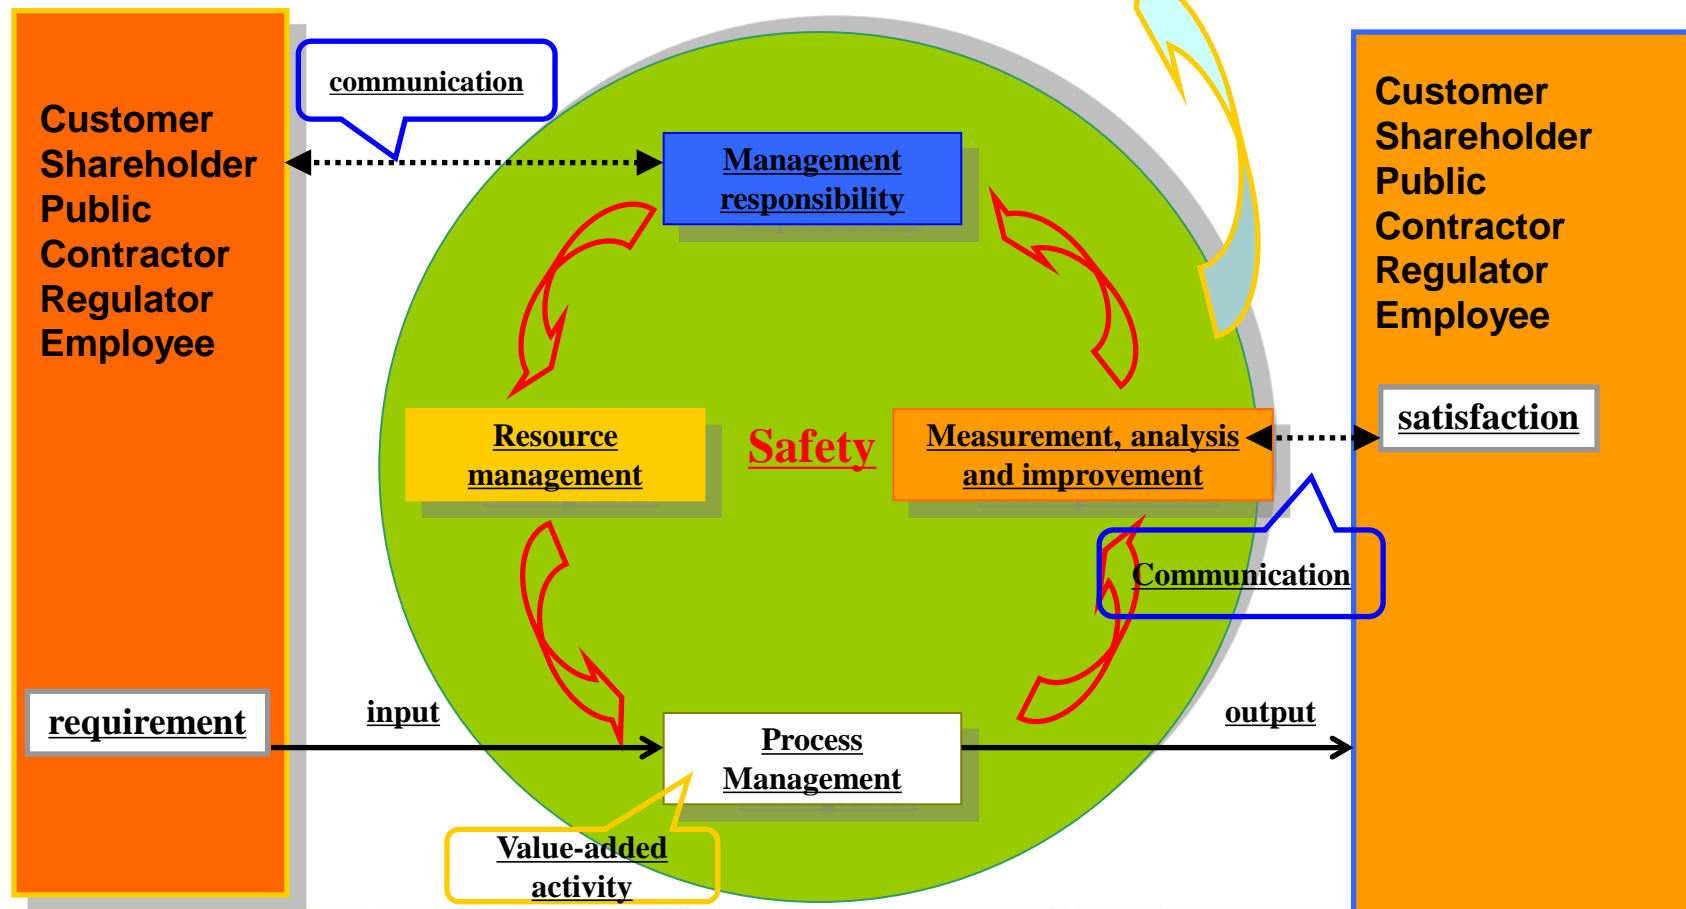 communication
Customer
Shareholder
Public
Contractor
Regulator
Employee
Management
responsibility
Customer
Shareholder
Public
Contractor
Regulator
Employee
Resource
management
Safety
Measurement, analysis
and improvement
satisfaction
Communication
requirement
input
Process
Management
output
Value-added
activity